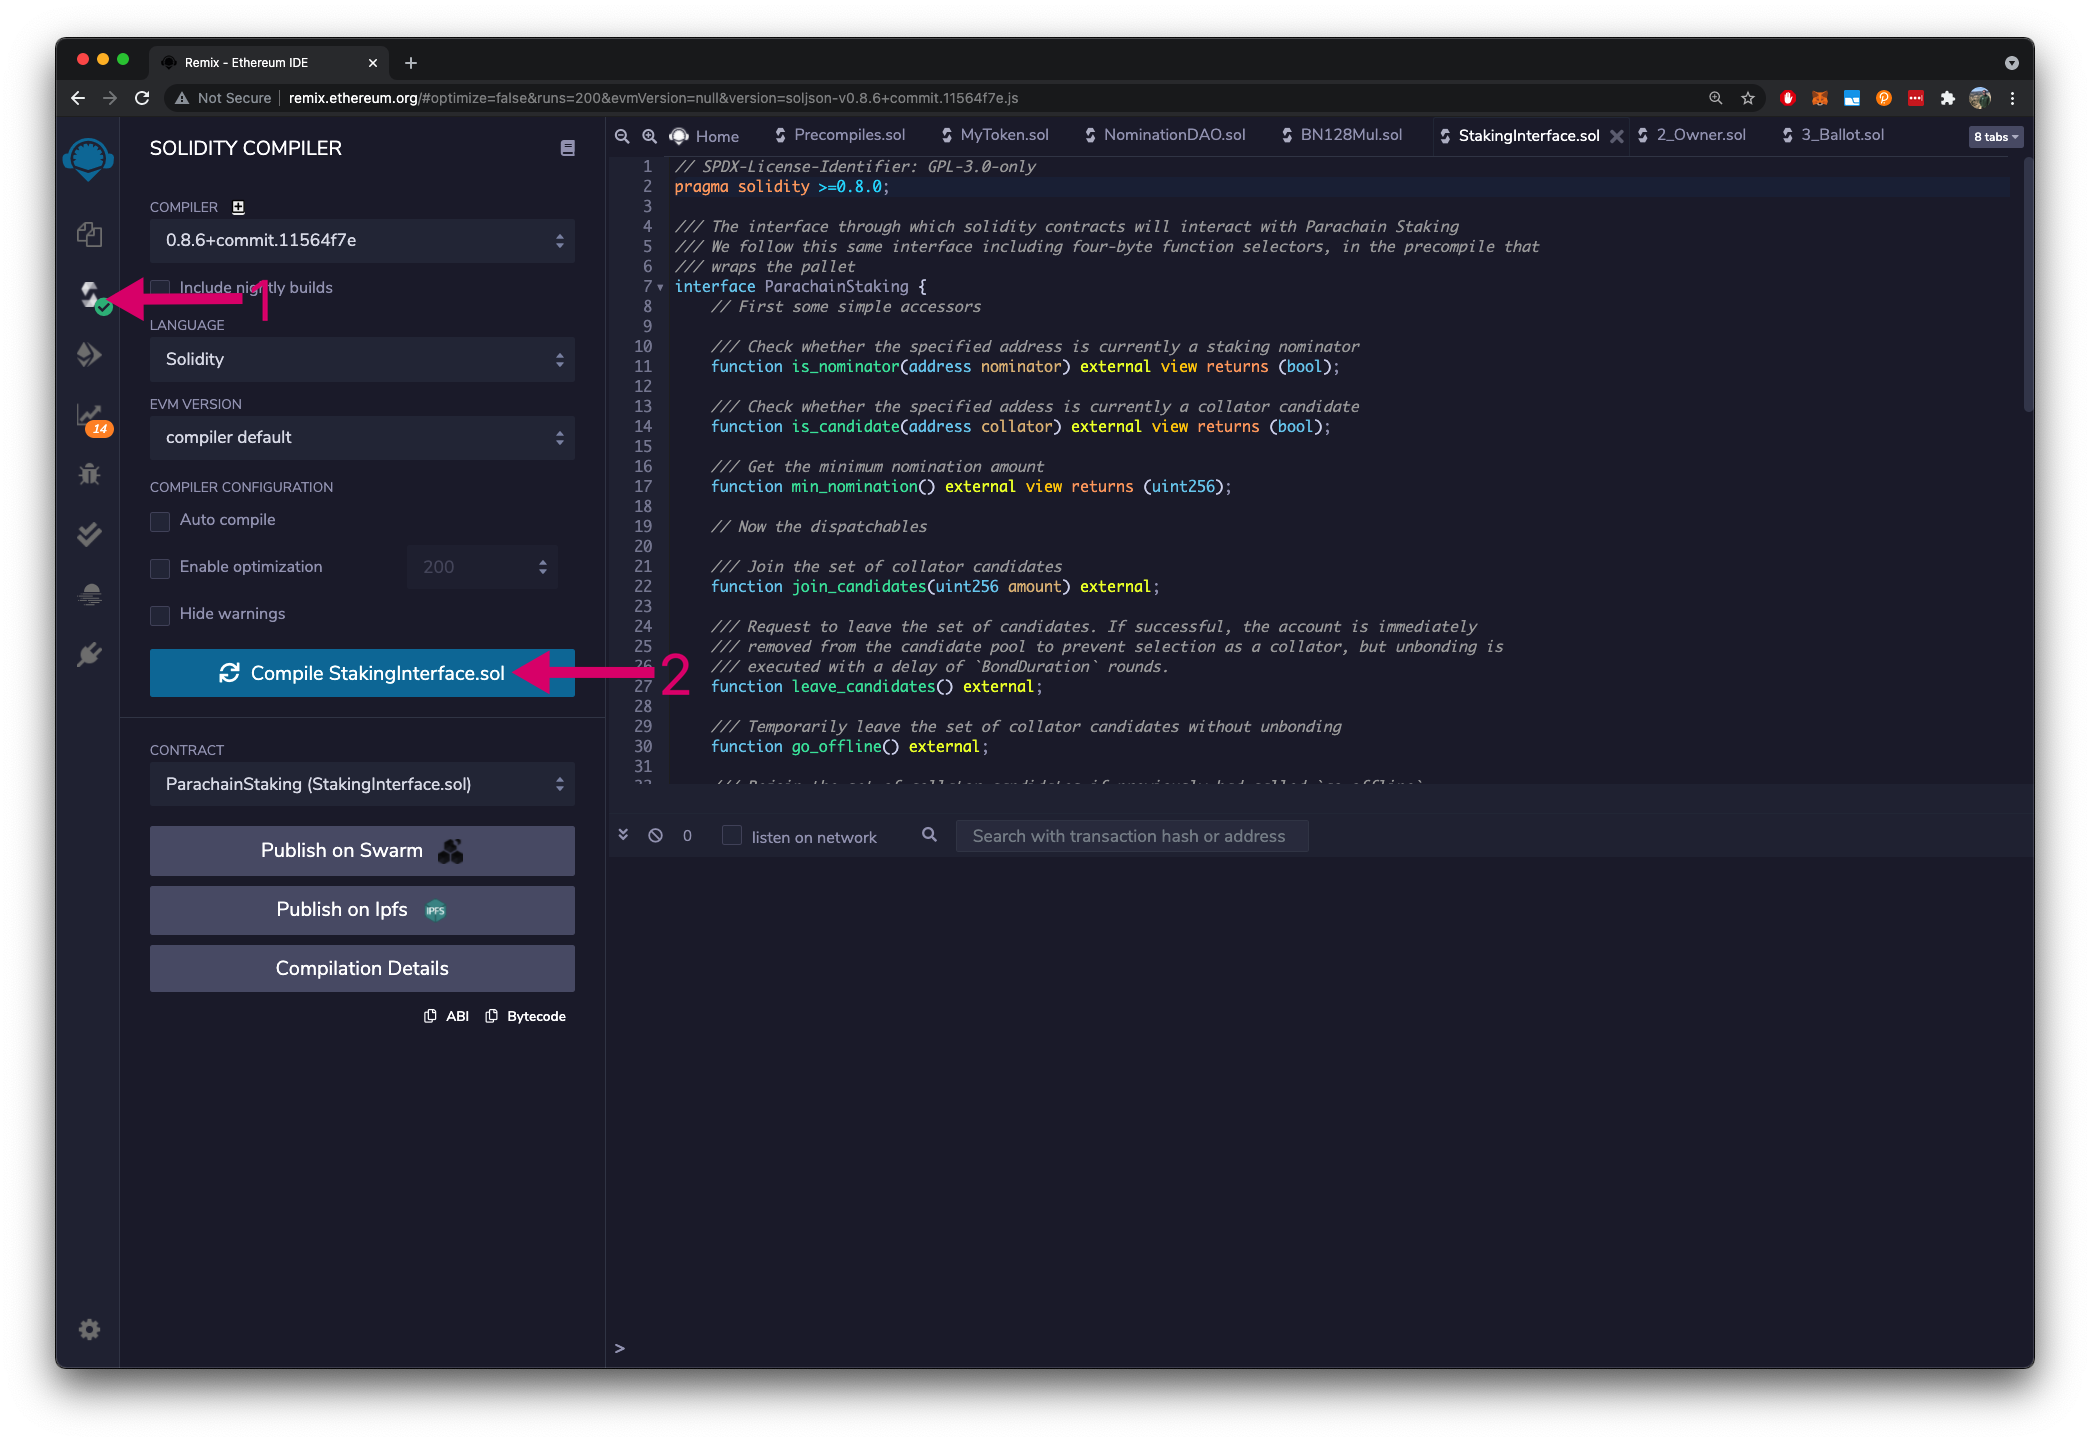 Remix - Ethereum IDE
Not Secure | remix.ethereum.org/#optimize=false&runs=200&evmVersion=null&version=soljson-v0.8.6+commit.11564f7e.js
SOLIDITY COMPILER
COMPILER
0.8.6+commit.11564f7e
Include nightly builds
1
LANGUAGE
Solidity
EVM VERSION
compiler default
14
COMPILER CONFIGURATION
Auto compile
Enable optimization
200
Hide warnings
Compile StakingInterface.sol
2
CONTRACT
ParachainStaking (StakingInterface.sol)
Publish on Swarm
Publish on Ipfs
IPFS
Compilation Details
ABI Bytecode
Home Precompiles.sol MyToken.sol NominationDAO.sol BN128Mul.sol StakingInterface.sol 2_Owner.sol 3_Ballot.sol 8 tabs
1 // SPDX-License-Identifier: GPL-3.0-only
2 pragma solidity >=0.8.0;
3
4 /// The interface through which solidity contracts will interact with Parachain Staking
5 /// We follow this same interface including four-byte function selectors, in the precompile that
6 /// wraps the pallet
7 interface ParachainStaking {
8 // First some simple accessors
9
10 /// Check whether the specified address is currently a staking nominator
11 function is_nominator(address nominator) external view returns (bool);
12
13 /// Check whether the specified addess is currently a collator candidate
14 function is_candidate(address collator) external view returns (bool);
15
16 /// Get the minimum nomination amount
17 function min_nomination() external view returns (uint256);
18
19 // Now the dispatchables
20
21 /// Join the set of collator candidates
22 function join_candidates(uint256 amount) external;
23
24 /// Request to leave the set of candidates. If successful, the account is immediately
25 /// removed from the candidate pool to prevent selection as a collator, but unbonding is
26 /// executed with a delay of `BondDuration` rounds.
27 function leave_candidates() external;
28
29 /// Temporarily leave the set of collator candidates without unbonding
30 function go_offline() external;
31
32 /// Rejoin the set of collator candidates if previously had called `go_offline`
0 listen on network Search with transaction hash or address
>